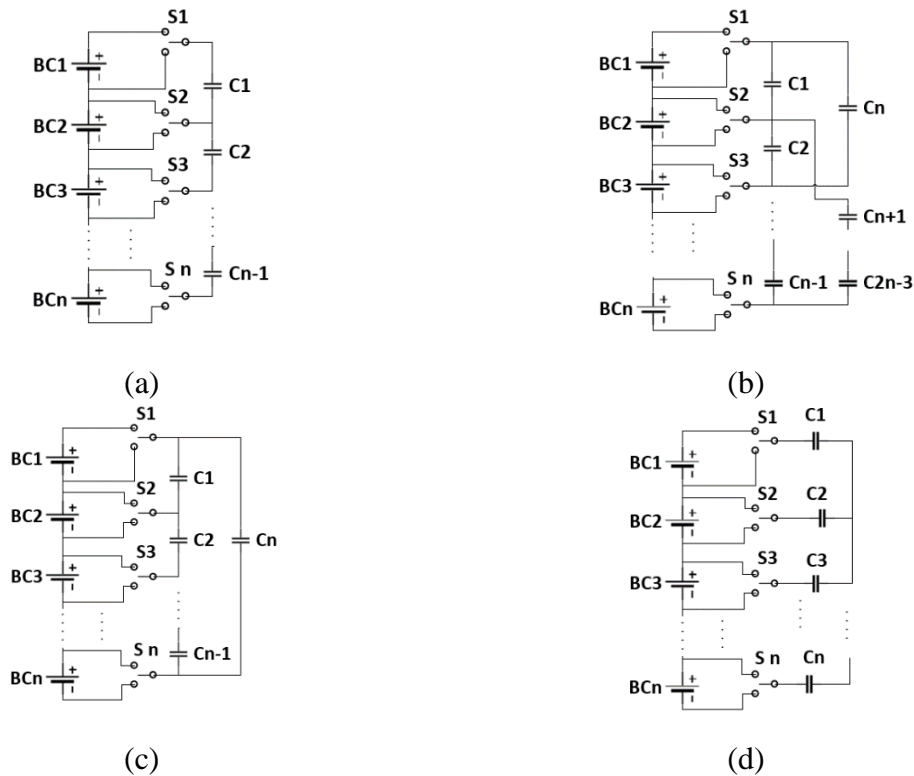 S1
BC1
C1
S2
BC2
C2
S3
BC3
S n
Cn-1
BCn
(a)
S1
BC1
C1
Cn
S2
BC2
C2
S3
BC3
Cn+1
S n
Cn-1
C2n-3
BCn
(b)
S1
BC1
C1
S2
BC2
C2
Cn
S3
BC3
S n
Cn-1
BCn
(c)
S1
C1
BC1
S2
C2
BC2
S3
C3
BC3
S n
Cn
BCn
(d)